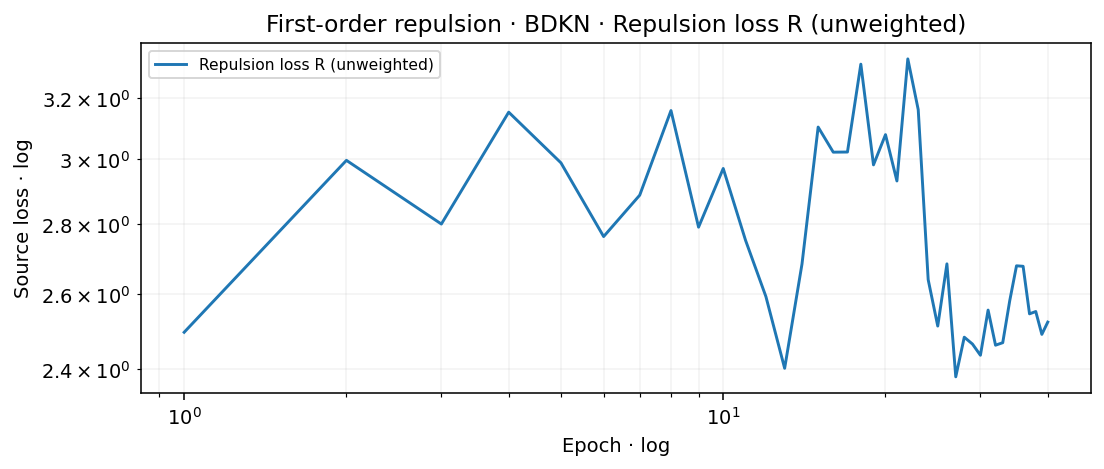 First-order repulsion · BDKN · Repulsion loss R (unweighted)
Repulsion loss R (unweighted)
Source loss · log
3.2 × 10⁰
3 × 10⁰
2.8 × 10⁰
2.6 × 10⁰
2.4 × 10⁰
10⁰ 10¹
Epoch · log